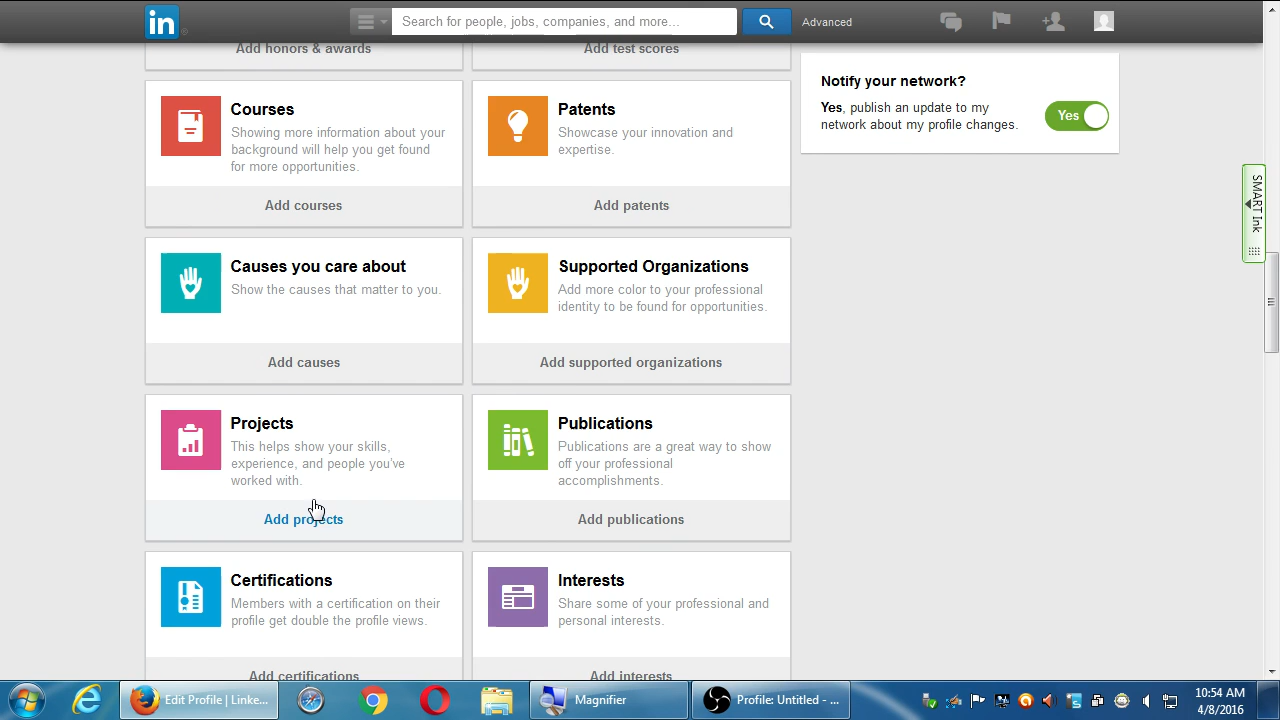 in
Search for people, jobs, companies, and more...
Advanced
Add honors & awards
Add test scores
Notify your network?
Yes, publish an update to my
network about my profile changes.
Yes
Courses
Showing more information about your
background will help you get found
for more opportunities.
Add courses
Patents
Showcase your innovation and
expertise.
Add patents
SMART Ink
Causes you care about
Show the causes that matter to you.
Add causes
Supported Organizations
Add more color to your professional
identity to be found for opportunities.
Add supported organizations
Projects
This helps show your skills,
experience, and people you've
worked with.
Add projects
Publications
Publications are a great way to show
off your professional
accomplishments.
Add publications
Certifications
Members with a certification on their
profile get double the profile views.
Add certifications
Interests
Share some of your professional and
personal interests.
Add interests
Edit Profile | Linke...
Magnifier
Profile: Untitled - ...
10:54 AM
4/8/2016